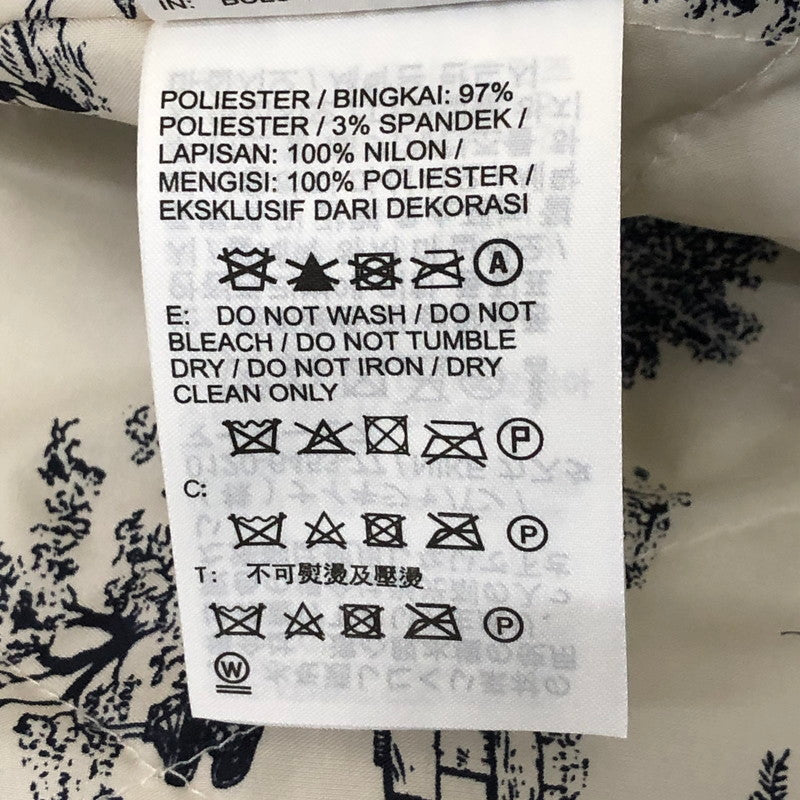 IN:
POLIESTER / BINGKAI: 97%
POLIESTER / 3% SPANDEK /
LAPISAN: 100% NILON /
MENGISI: 100% POLIESTER /
EKSKLUSIF DARI DEKORASI
A
E: DO NOT WASH / DO NOT
BLEACH / DO NOT TUMBLE
DRY / DO NOT IRON / DRY
CLEAN ONLY
P
C:
P
T: 不可熨燙及壓燙
P
W